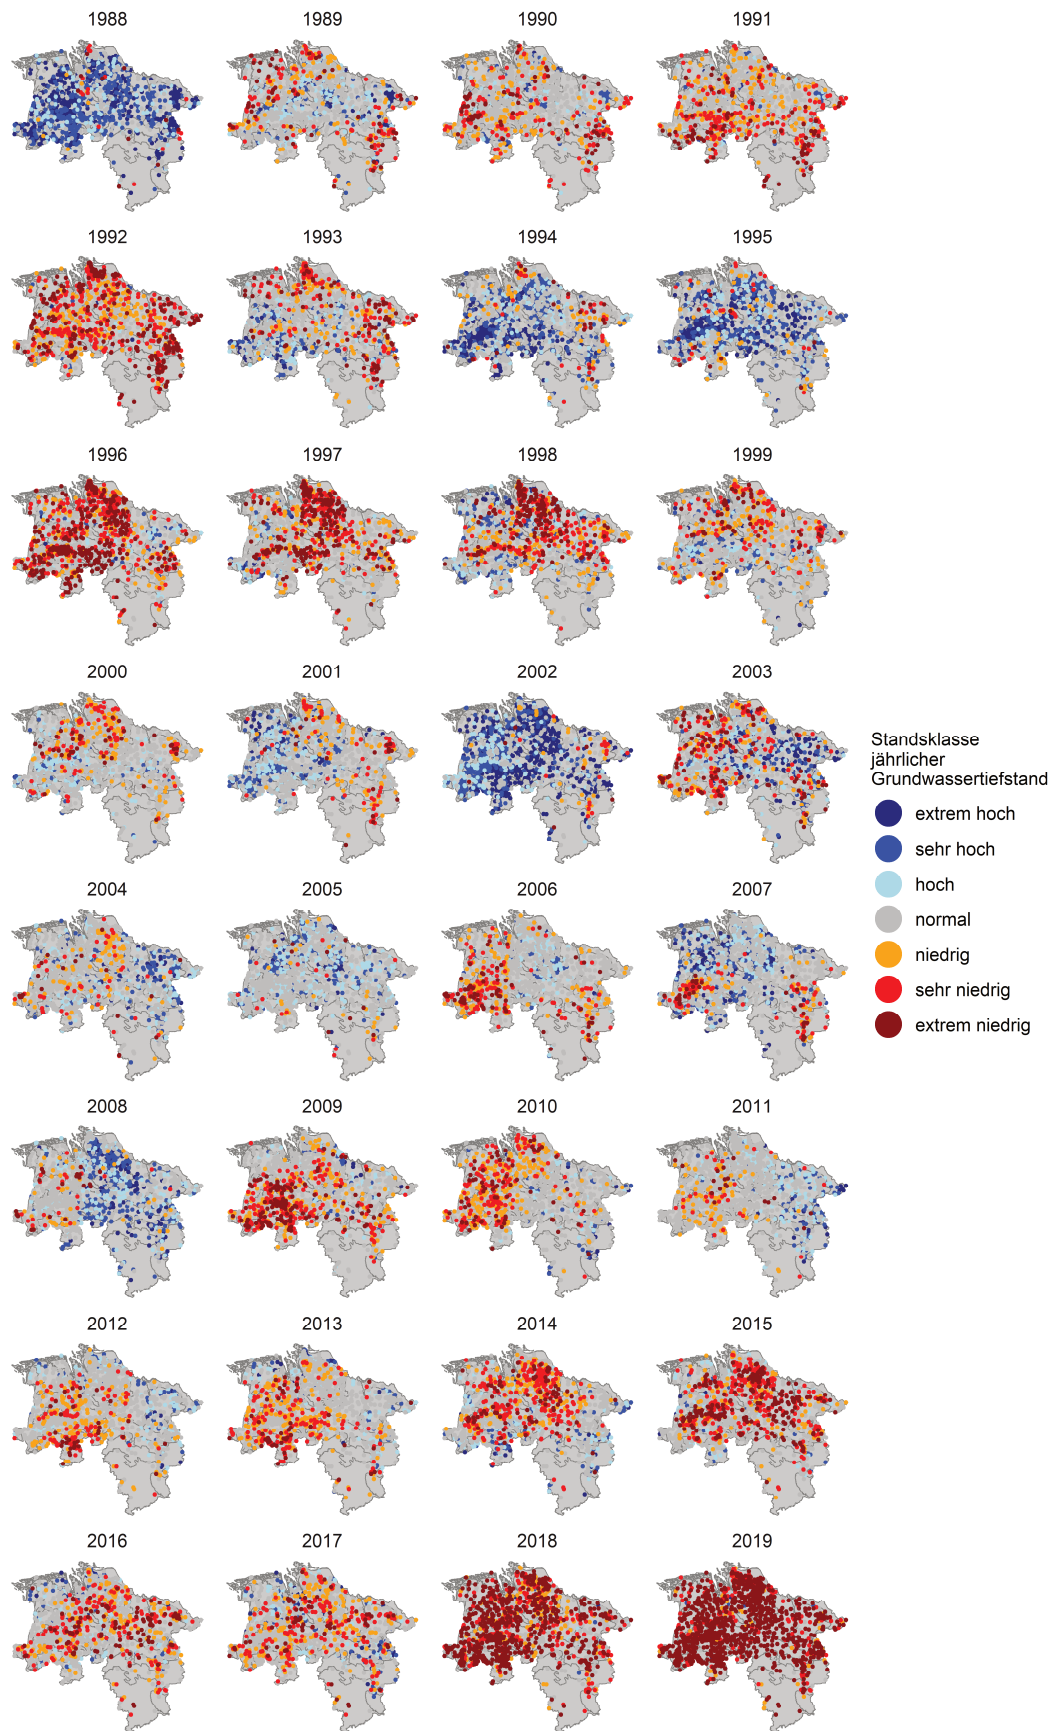 1988 1989 1990 1991
1992 1993 1994 1995
1996 1997 1998 1999
2000 2001 2002 2003
Standsklasse
jährlicher
Grundwassertiefstand
extrem hoch
sehr hoch
hoch
normal
niedrig
sehr niedrig
extrem niedrig
2004 2005 2006 2007
2008 2009 2010 2011
2012 2013 2014 2015
2016 2017 2018 2019